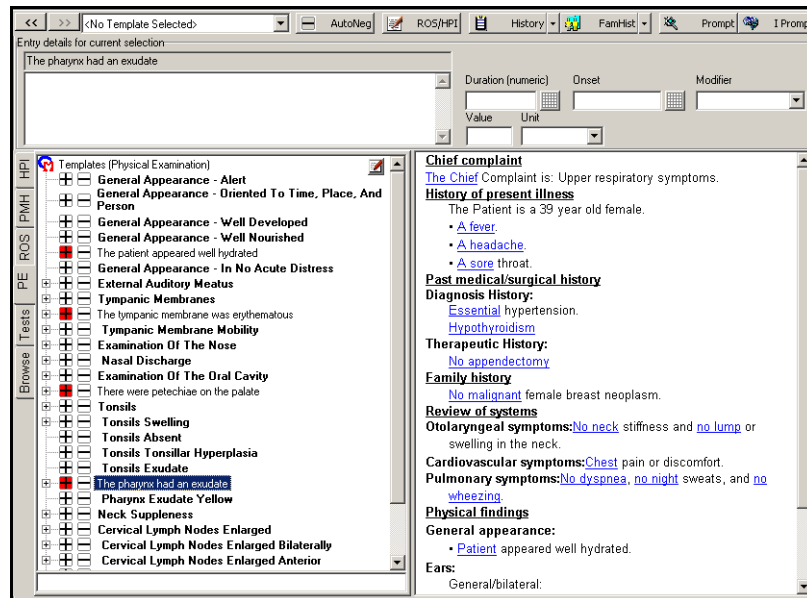 << >> <No Template Selected> AutoNeg ROS/HPI History FamHist Prompt I Promp
Entry details for current selection
The pharynx had an exudate
Duration (numeric) Onset Modifier
Value Unit
HPI
PMH
ROS
PE
Tests
Browse
Templates (Physical Examination)
General Appearance - Alert
General Appearance - Oriented To Time, Place, And
Person
General Appearance - Well Developed
General Appearance - Well Nourished
The patient appeared well hydrated
General Appearance - In No Acute Distress
External Auditory Meatus
Tympanic Membranes
The tympanic membrane was erythematous
Tympanic Membrane Mobility
Examination Of The Nose
Nasal Discharge
Examination Of The Oral Cavity
There were petechiae on the palate
Tonsils
Tonsils Swelling
Tonsils Absent
Tonsils Tonsillar Hyperplasia
Tonsils Exudate
The pharynx had an exudate
Pharynx Exudate Yellow
Neck Suppleness
Cervical Lymph Nodes Enlarged
Cervical Lymph Nodes Enlarged Bilaterally
Cervical Lymph Nodes Enlarged Anterior
Chief complaint
The Chief Complaint is: Upper respiratory symptoms.
History of present illness
The Patient is a 39 year old female.
• A fever.
• A headache.
• A sore throat.
Past medical/surgical history
Diagnosis History:
Essential hypertension.
Hypothyroidism
Therapeutic History:
No appendectomy
Family history
No malignant female breast neoplasm.
Review of systems
Otolaryngeal symptoms:No neck stiffness and no lump or
swelling in the neck.
Cardiovascular symptoms:Chest pain or discomfort.
Pulmonary symptoms:No dyspnea, no night sweats, and no
wheezing.
Physical findings
General appearance:
• Patient appeared well hydrated.
Ears:
General/bilateral: